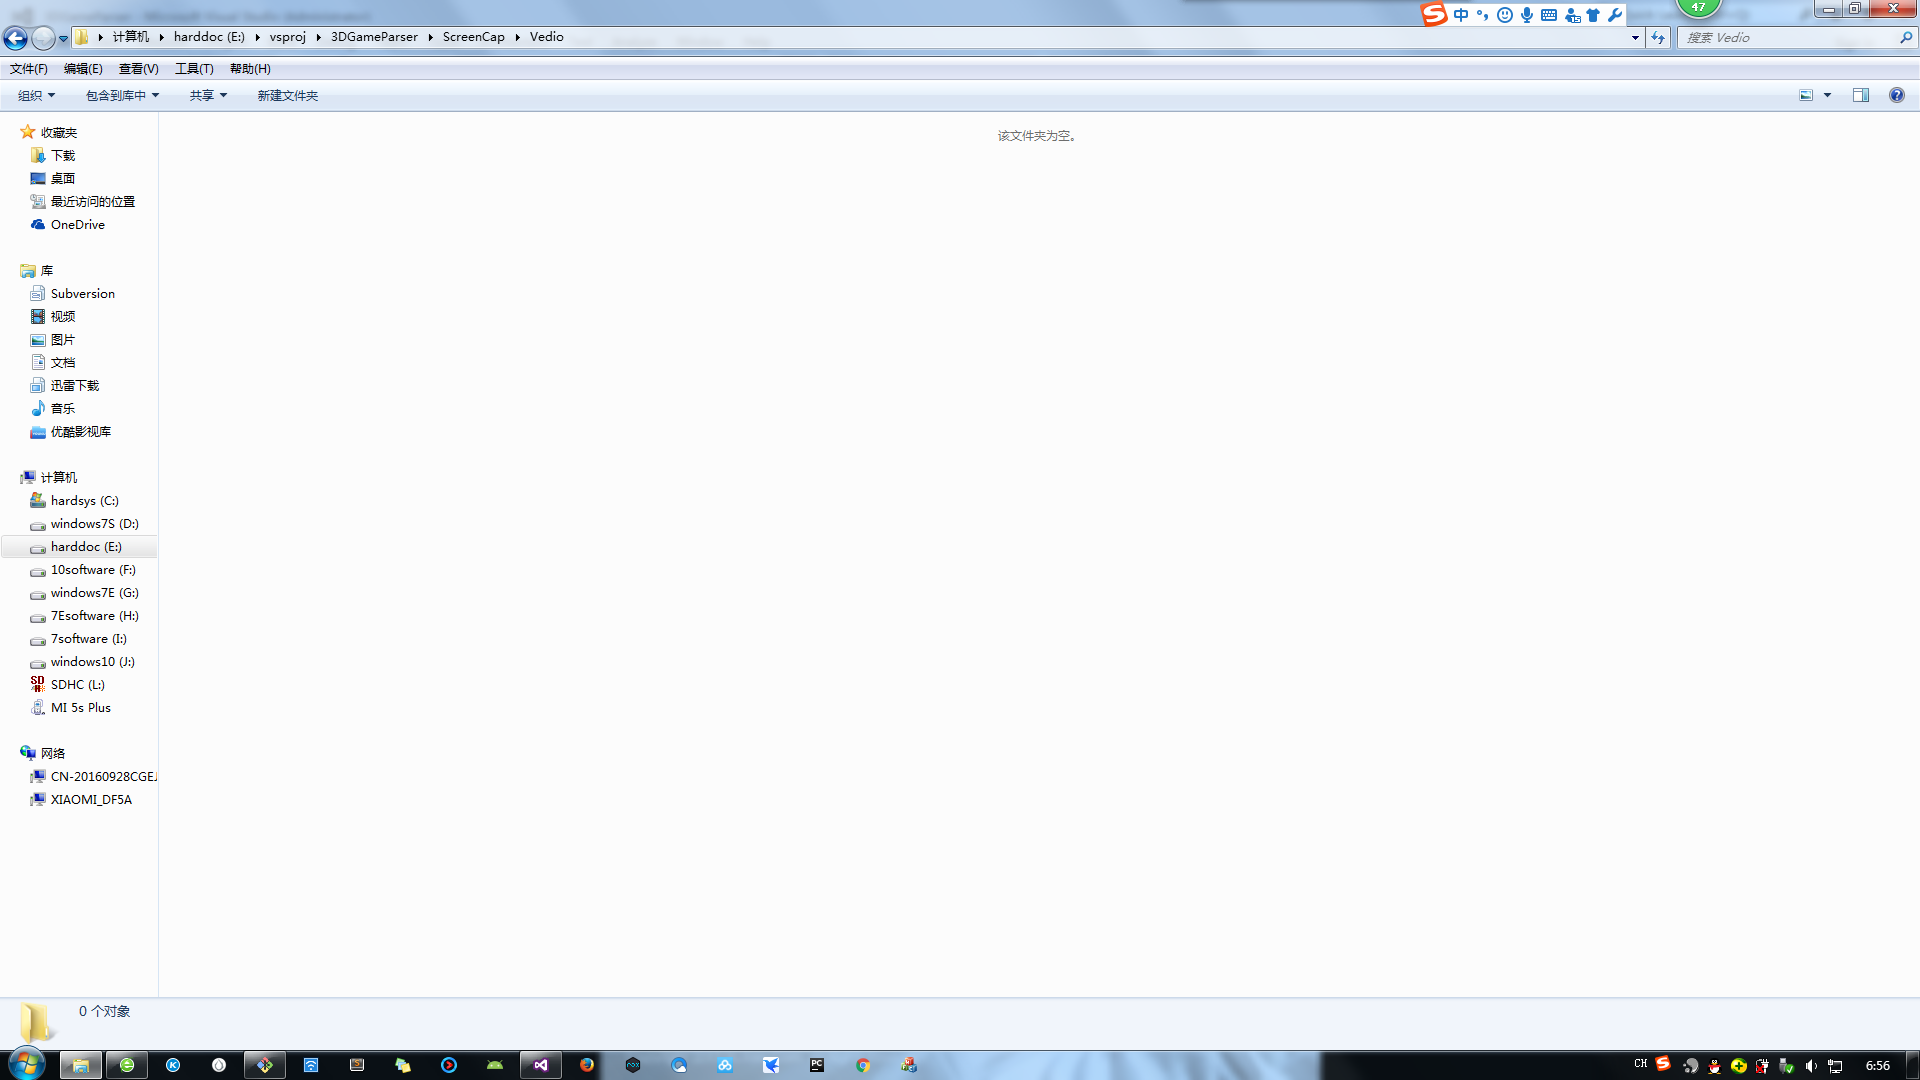 中
47
计算机 harddoc (E:) vsproj 3DGameParser ScreenCap Vedio
搜索 Vedio
文件(F) 编辑(E) 查看(V) 工具(T) 帮助(H)
组织 包含到库中 共享 新建文件夹
该文件夹为空。
收藏夹
下载
桌面
最近访问的位置
OneDrive
库
Subversion
视频
图片
文档
迅雷下载
音乐
优酷影视库
计算机
hardsys (C:)
windows7S (D:)
harddoc (E:)
10software (F:)
windows7E (G:)
7Esoftware (H:)
7software (I:)
windows10 (J:)
SDHC (L:)
MI 5s Plus
网络
CN-20160928CGEJ
XIAOMI_DF5A
0 个对象
CH
6:56